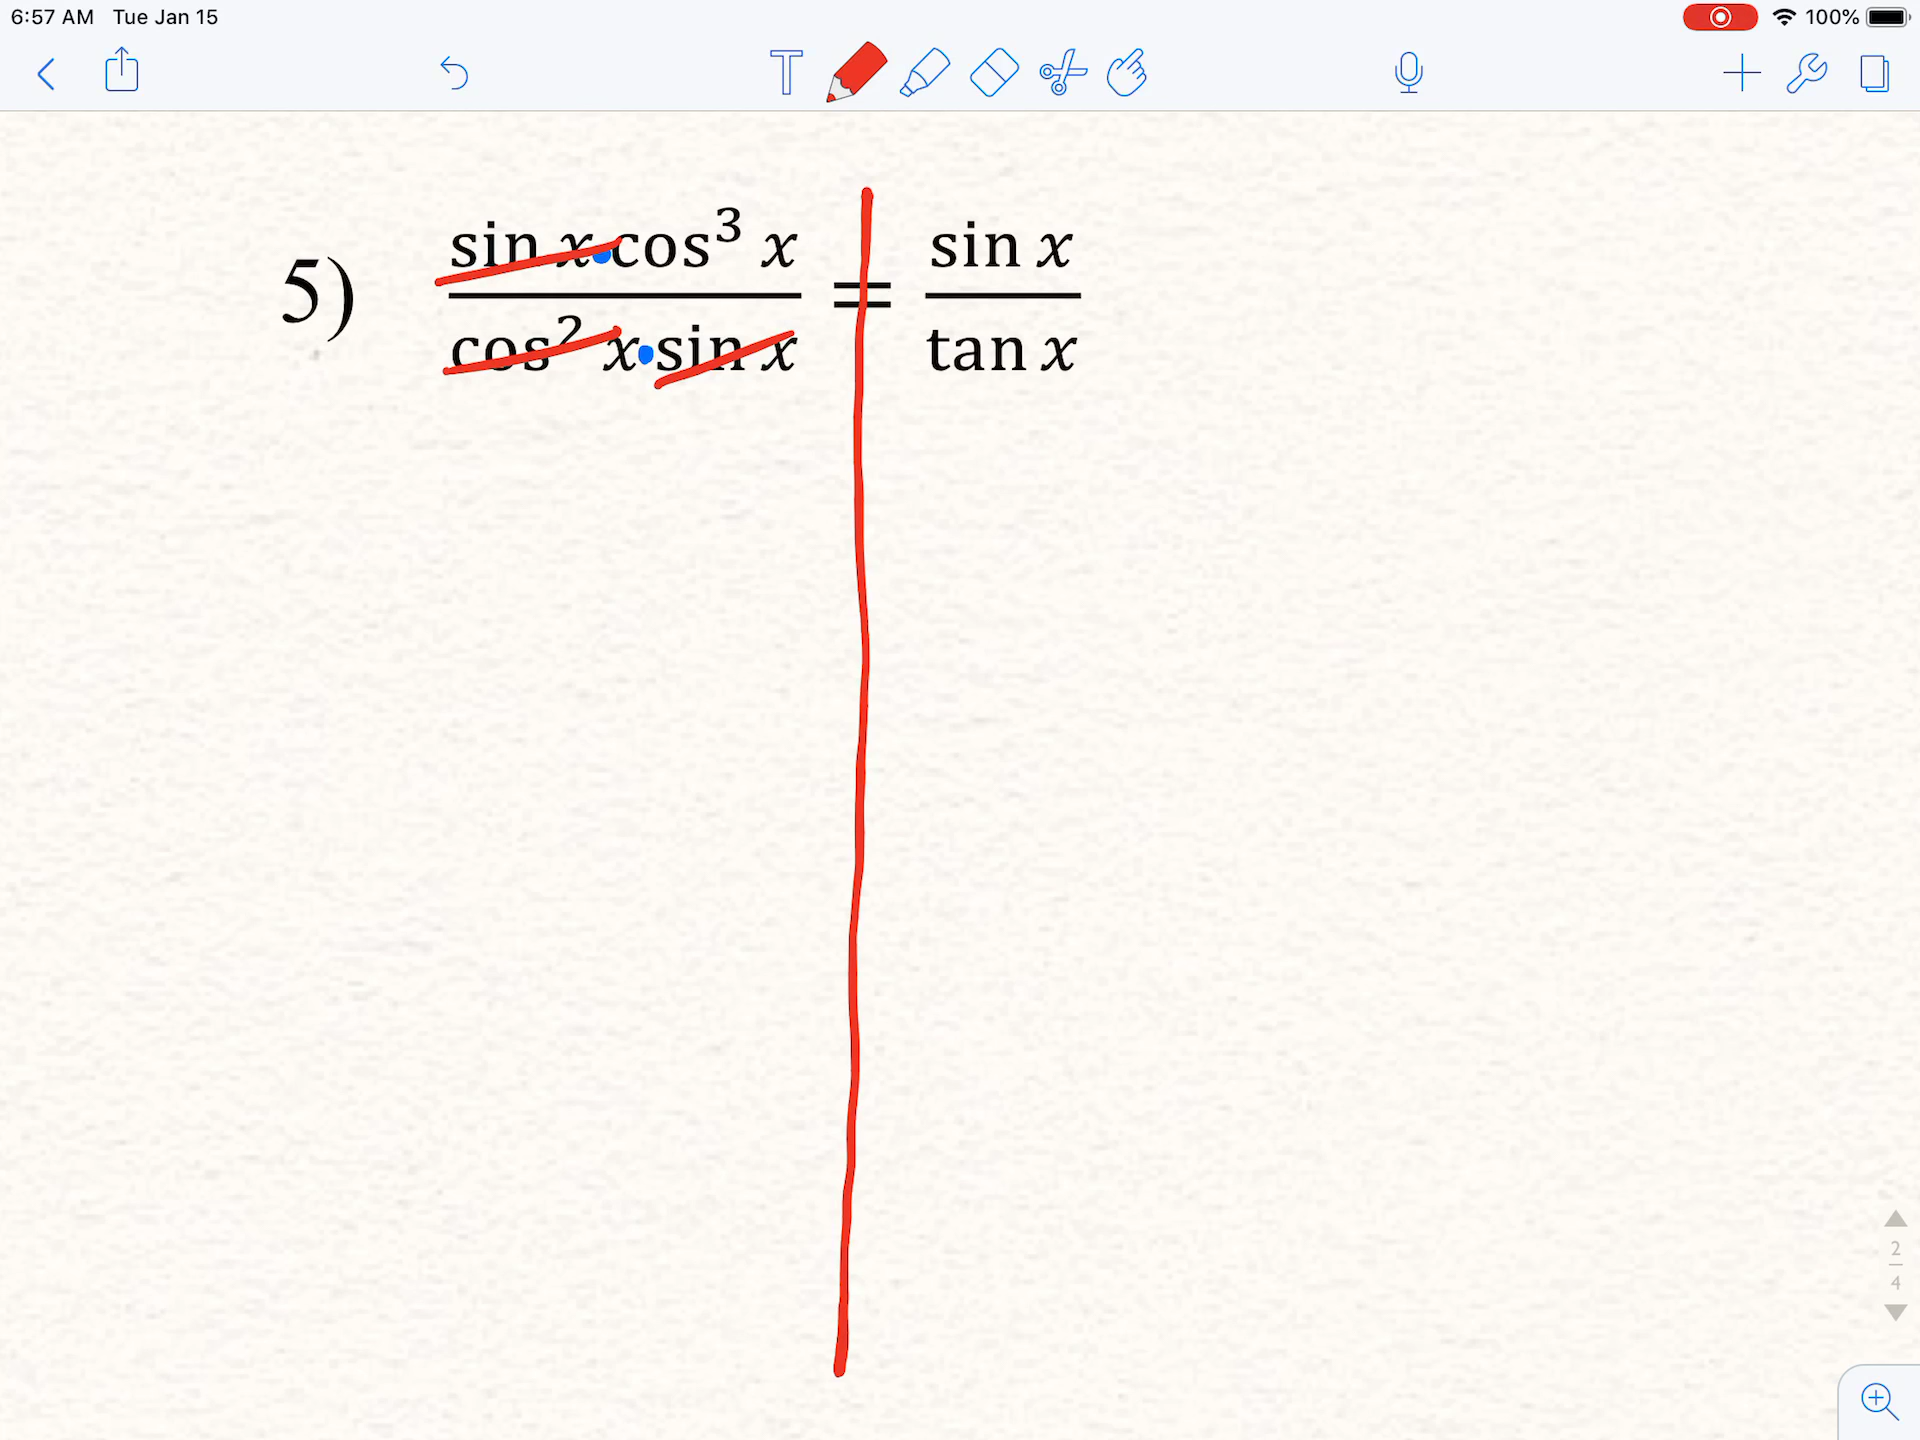 6:57 AM Tue Jan 15 100%
T
5) sin x • cos³ x / cos² x • sin x = sin x / tan x
2
4